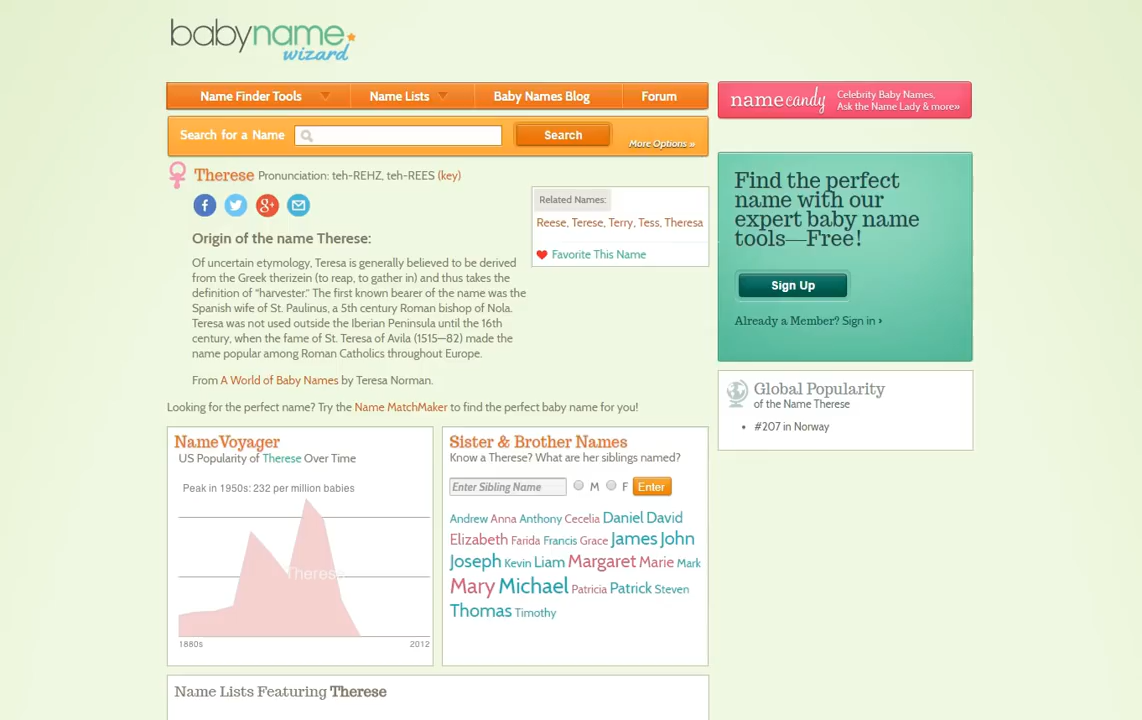 babyname
wizard
Name Finder Tools
Name Lists
Baby Names Blog
Forum
namecandy
Celebrity Baby Names,
Ask the Name Lady & more»
Search for a Name
Search
More Options »
Therese Pronunciation: teh-REHZ, teh-REES (key)
Related Names:
Reese, Terese, Terry, Tess, Theresa
Favorite This Name
Origin of the name Therese:
Of uncertain etymology, Teresa is generally believed to be derived
from the Greek therizein (to reap, to gather in) and thus takes the
definition of "harvester." The first known bearer of the name was the
Spanish wife of St. Paulinus, a 5th century Roman bishop of Nola.
Teresa was not used outside the Iberian Peninsula until the 16th
century, when the fame of St. Teresa of Avila (1515—82) made the
name popular among Roman Catholics throughout Europe.
From A World of Baby Names by Teresa Norman.
Looking for the perfect name? Try the Name MatchMaker to find the perfect baby name for you!
Find the perfect
name with our
expert baby name
tools—Free!
Sign Up
Already a Member? Sign in ›
Global Popularity
of the Name Therese
• #207 in Norway
NameVoyager
US Popularity of Therese Over Time
Peak in 1950s: 232 per million babies
Therese
1880s
2012
Sister & Brother Names
Know a Therese? What are her siblings named?
Enter Sibling Name M F Enter
Andrew Anna Anthony Cecelia Daniel David
Elizabeth Farida Francis Grace James John
Joseph Kevin Liam Margaret Marie Mark
Mary Michael Patricia Patrick Steven
Thomas Timothy
Name Lists Featuring Therese